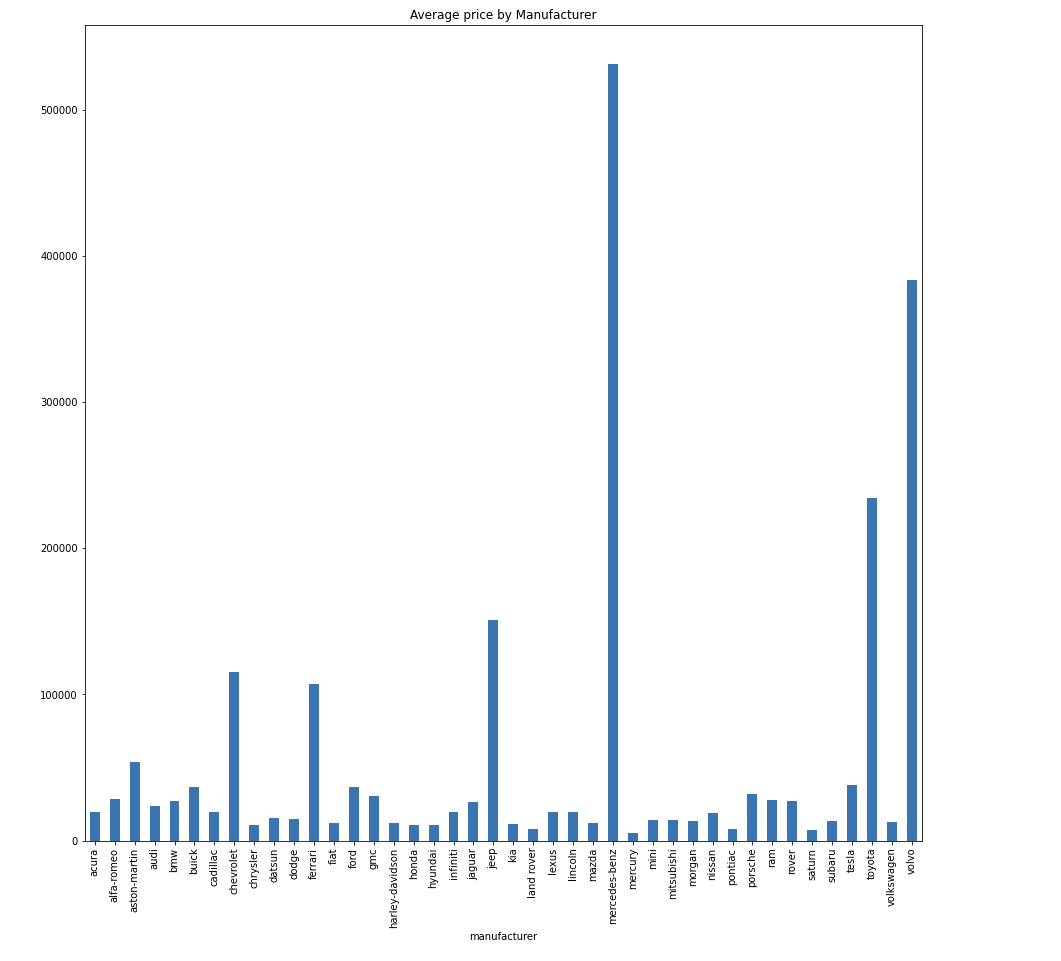 Average price by Manufacturer
500000
400000
300000
200000
100000
0
acura
alfa-romeo
aston-martin
audi
bmw
buick
cadillac
chevrolet
chrysler
datsun
dodge
ferrari
fiat
ford
gmc
harley-davidson
honda
hyundai
infiniti
jaguar
jeep
kia
land rover
lexus
lincoln
mazda
mercedes-benz
mercury
mini
mitsubishi
morgan
nissan
pontiac
porsche
ram
rover
saturn
subaru
tesla
toyota
volkswagen
volvo
manufacturer